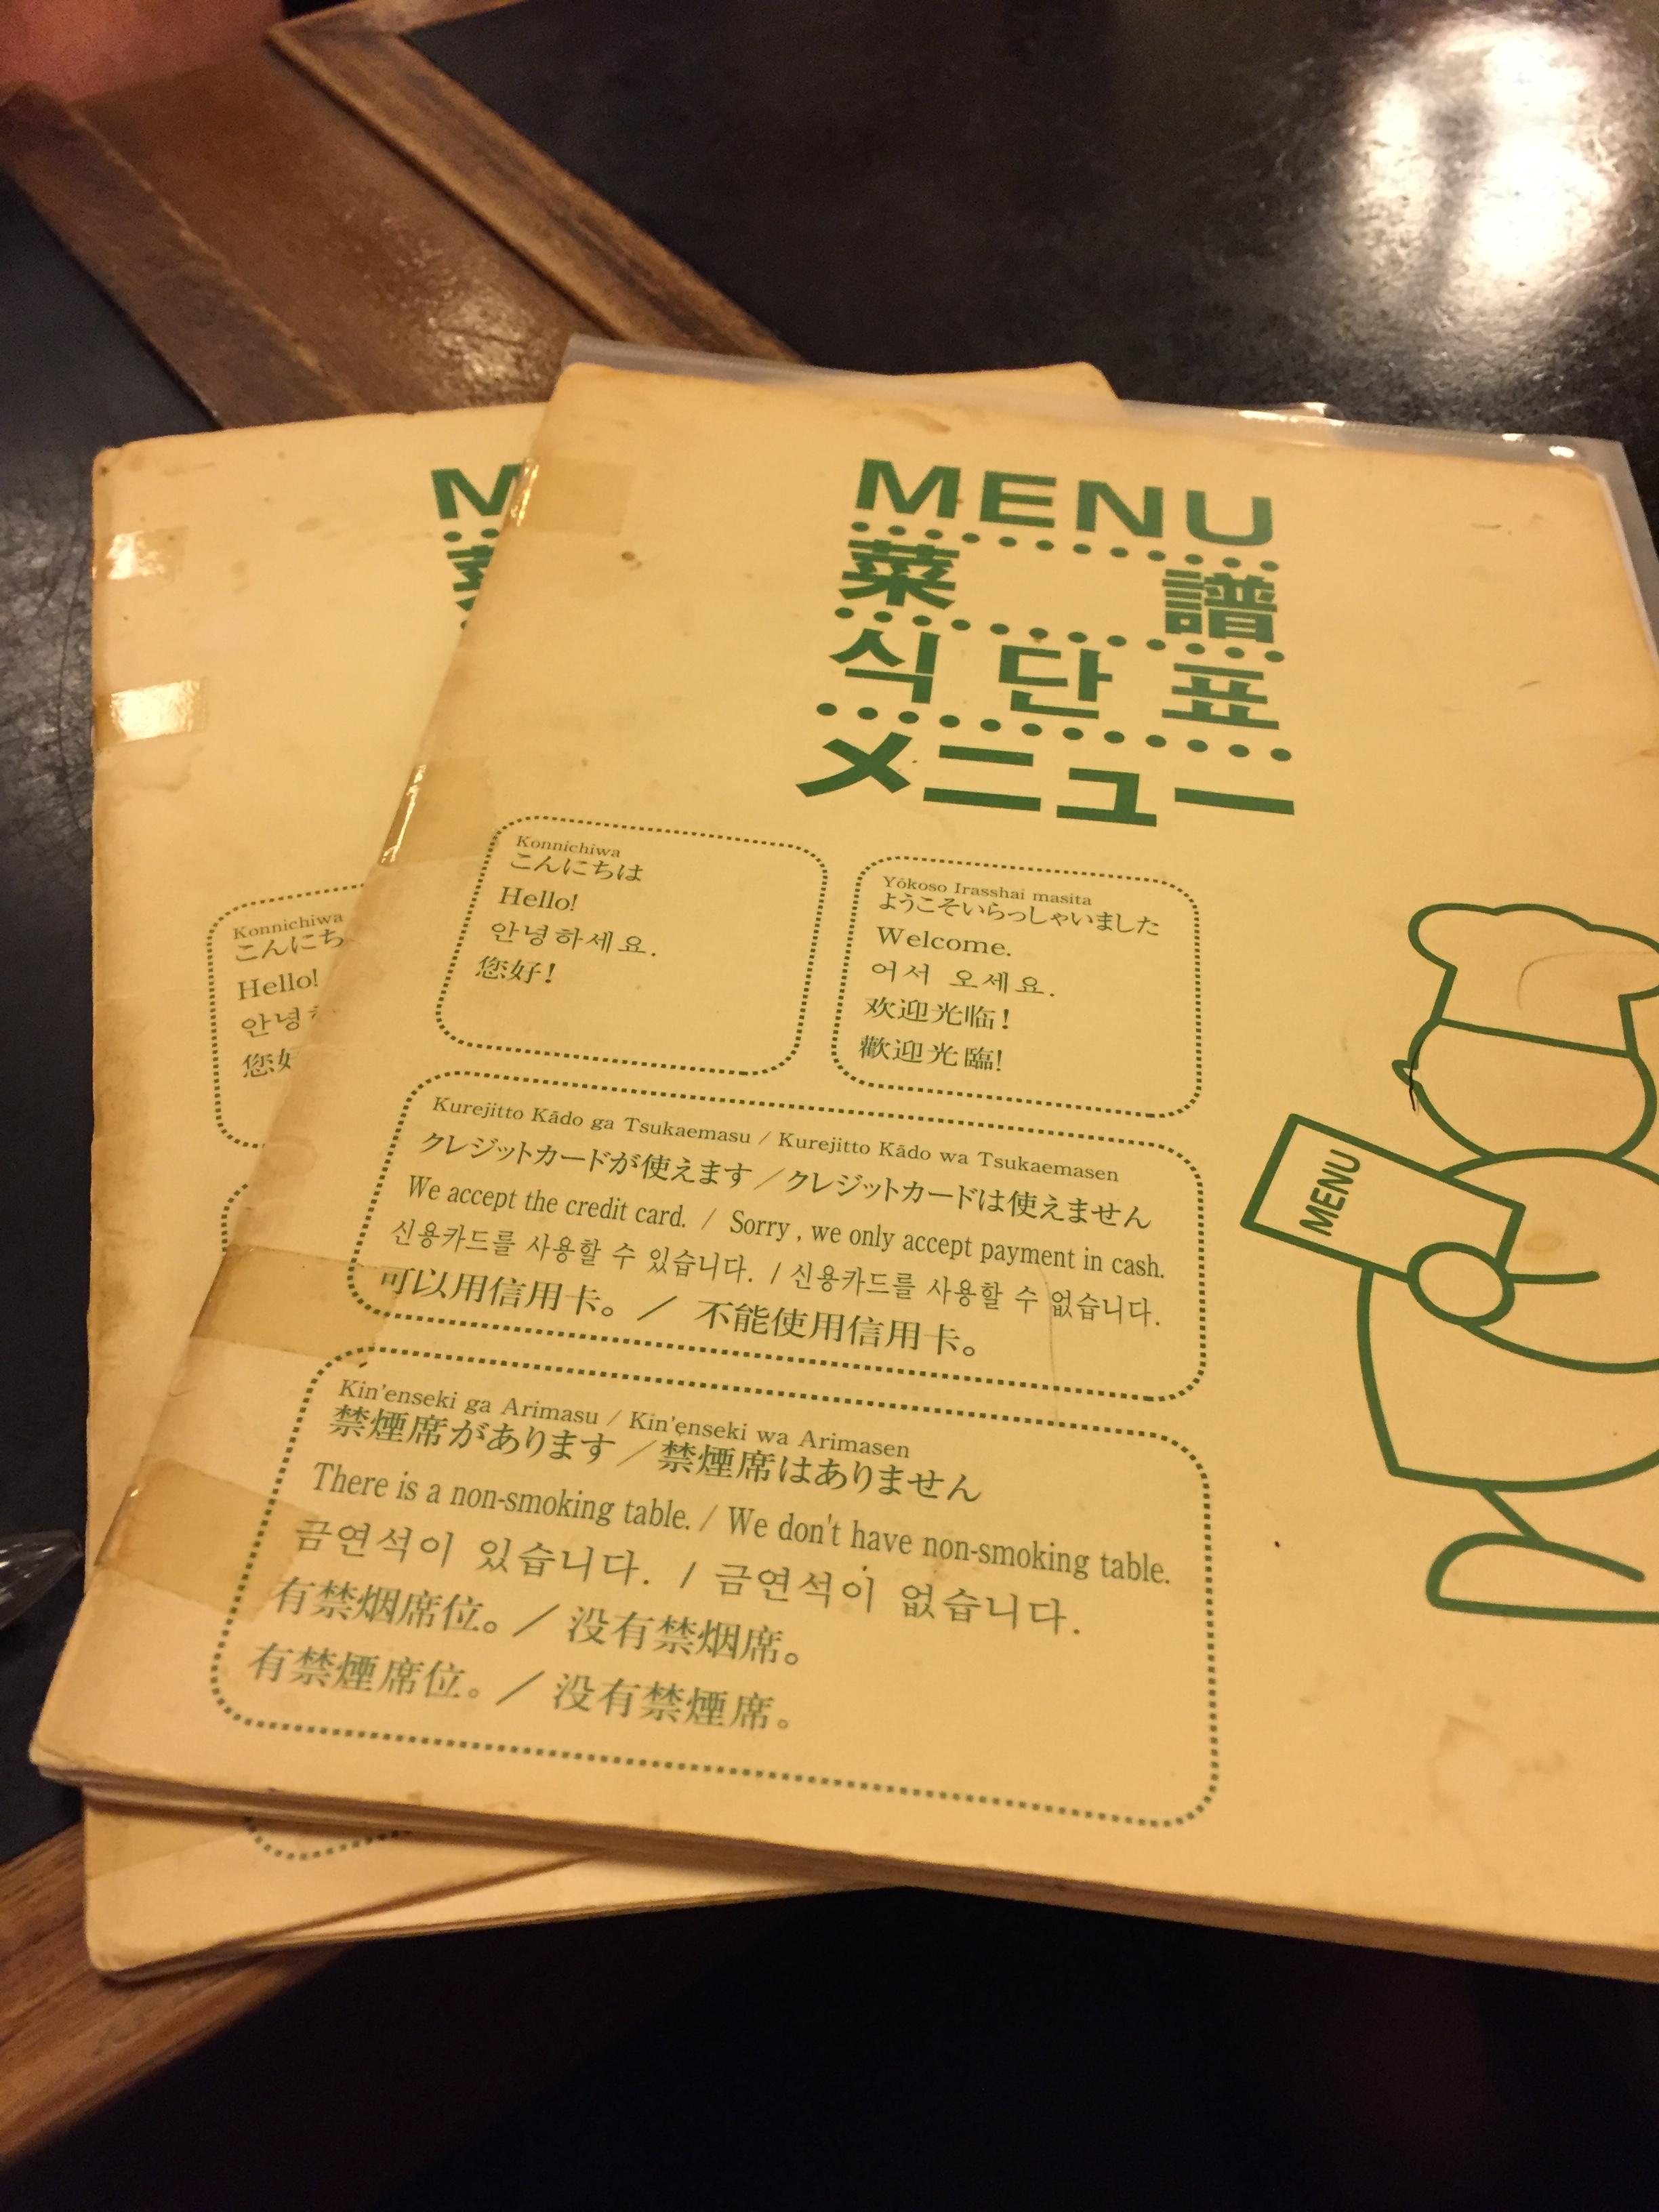 MENU
菜 譜
식단표
メニュー
Konnichiwa
こんにちは
Hello!
안녕하세요.
您好!
Yōkoso Irasshai masita
ようこそいらっしゃいました
Welcome.
어서 오세요.
欢迎光临!
歡迎光臨!
Kurejitto Kādo ga Tsukaemasu / Kurejitto Kādo wa Tsukaemasen
クレジットカードが使えます/クレジットカードは使えません
We accept the credit card. / Sorry , we only accept payment in cash.
신용카드를 사용할 수 있습니다. / 신용카드를 사용할 수 없습니다.
可以用信用卡。/ 不能使用信用卡。
Kin'enseki ga Arimasu / Kin'enseki wa Arimasen
禁煙席があります/禁煙席はありません
There is a non-smoking table. / We don't have non-smoking table.
금연석이 있습니다. / 금연석이 없습니다.
有禁烟席位。/ 没有禁烟席。
有禁煙席位。/ 没有禁煙席。
MENU
M
菜
Konnichiwa
こんにち
Hello!
안녕하
您好